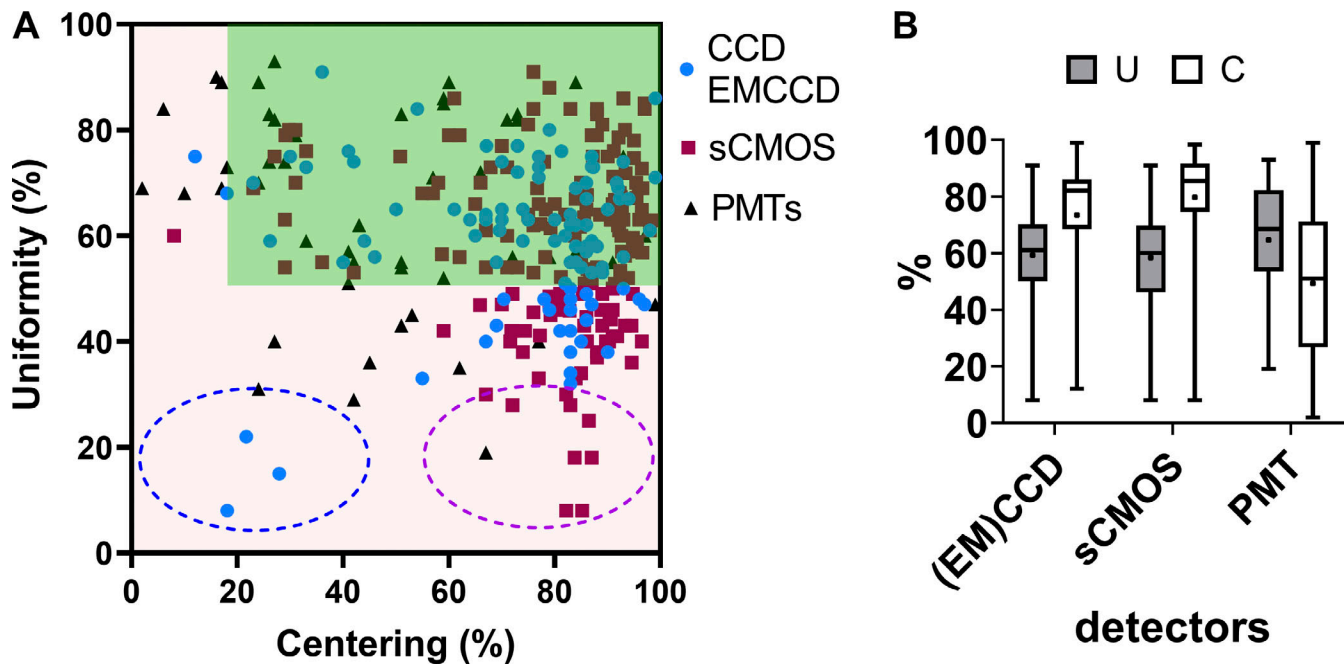 A
Uniformity (%)
100
80
60
40
20
0
0 20 40 60 80 100
Centering (%)
CCD
EMCCD
sCMOS
PMTs
B
U C
%
100
80
60
40
20
0
(EM)CCD
sCMOS
PMT
detectors